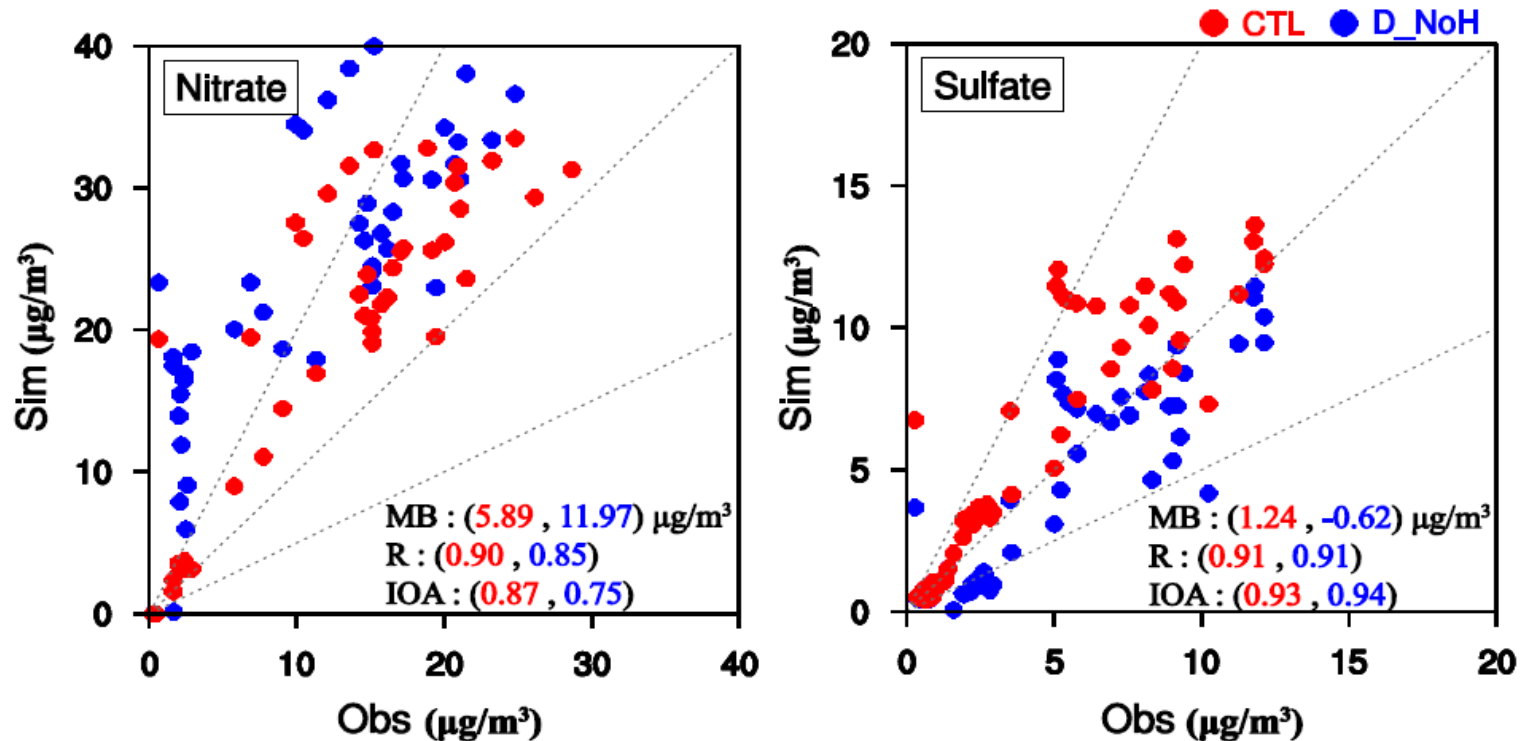 CTL D_NoH
Nitrate
40
30
20
10
0
0 10 20 30 40
Sim (μg/m³)
Obs (μg/m³)
MB : (5.89 , 11.97) μg/m³
R : (0.90 , 0.85)
IOA : (0.87 , 0.75)
Sulfate
20
15
10
5
0
0 5 10 15 20
Sim (μg/m³)
Obs (μg/m³)
MB : (1.24 , -0.62) μg/m³
R : (0.91 , 0.91)
IOA : (0.93 , 0.94)